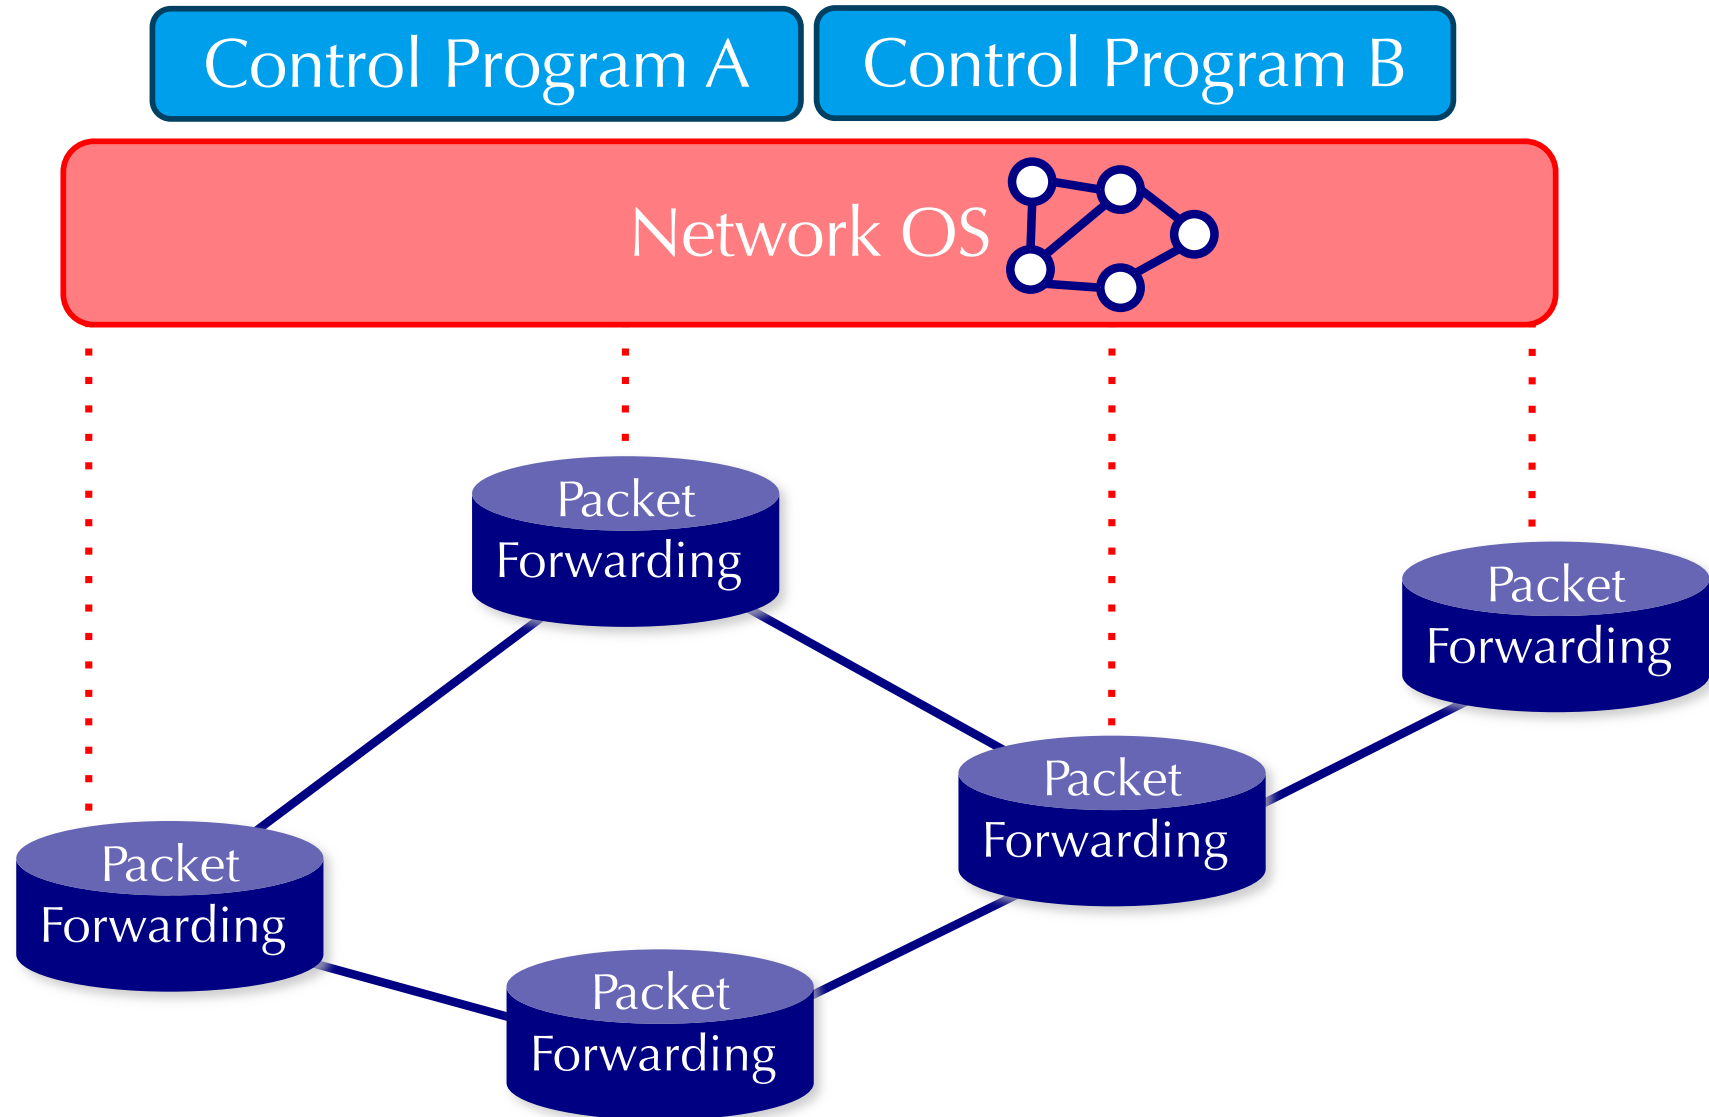 Control Program A
Control Program B
Network OS
Packet
Forwarding
Packet
Forwarding
Packet
Forwarding
Packet
Forwarding
Packet
Forwarding